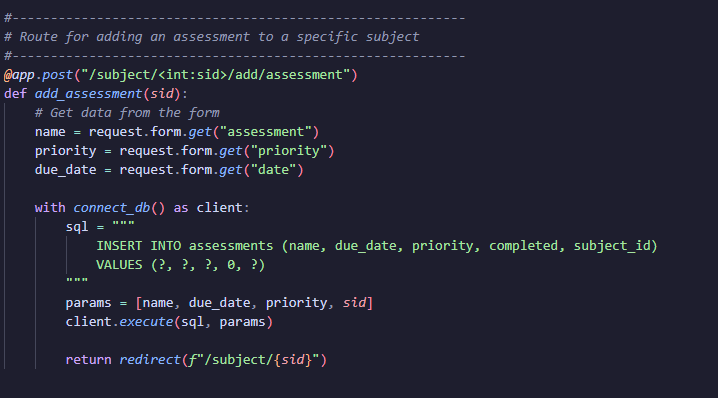 #----------------------------------------------------------
# Route for adding an assessment to a specific subject
#----------------------------------------------------------
@app.post("/subject/<int:sid>/add/assessment")
def add_assessment(sid):
    # Get data from the form
    name = request.form.get("assessment")
    priority = request.form.get("priority")
    due_date = request.form.get("date")

    with connect_db() as client:
        sql = """
            INSERT INTO assessments (name, due_date, priority, completed, subject_id)
            VALUES (?, ?, ?, 0, ?)
        """
        params = [name, due_date, priority, sid]
        client.execute(sql, params)

        return redirect(f"/subject/{sid}")